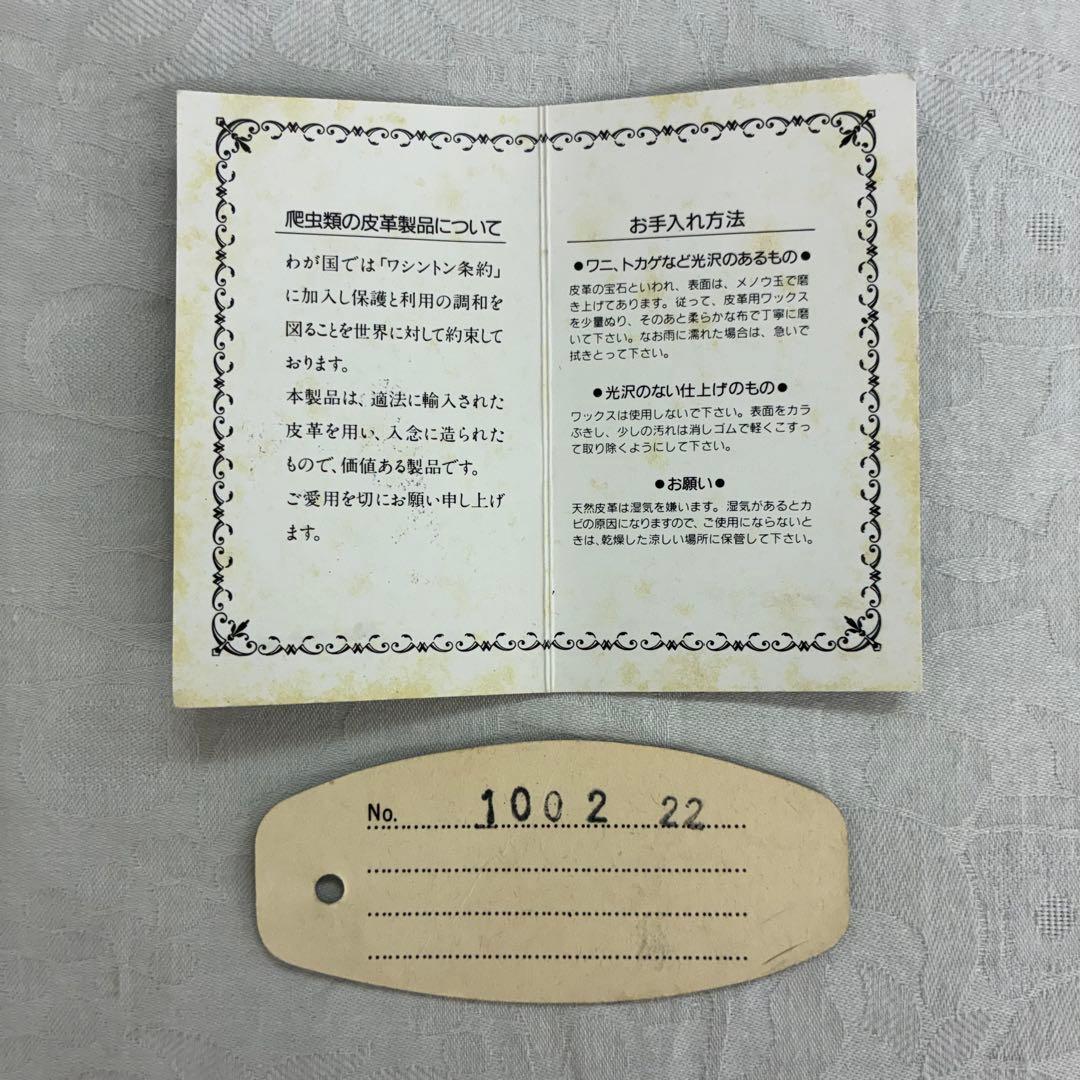 爬虫類の皮革製品について
わが国では「ワシントン条約」
に加入し保護と利用の調和を
図ることを世界に対して約束して
おります。
本製品は、適法に輸入された
皮革を用い、入念に造られた
もので、価値ある製品です。
ご愛用を切にお願い申し上げ
ます。
お手入れ方法
●ワニ、トカゲなど光沢のあるもの●
皮革の宝石といわれ、表面は、メノウ玉で磨
き上げてあります。従って、皮革用ワックス
を少量ぬり、そのあと柔らかな布で丁寧に磨
いて下さい。なお雨に濡れた場合は、急いで
拭きとって下さい。
●光沢のない仕上げのもの●
ワックスは使用しないで下さい。表面をカラ
ぶきし、少しの汚れは消しゴムで軽くこすっ
て取り除くようにして下さい。
●お願い●
天然皮革は湿気を嫌います。湿気があるとカ
ビの原因になりますので、ご使用にならないと
きは、乾燥した涼しい場所に保管して下さい。
No. 1002 22